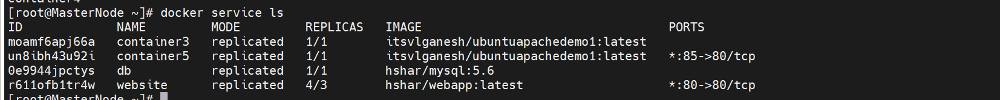 container4
[root@MasterNode ~]# docker service ls
ID             NAME         MODE         REPLICAS   IMAGE                                  PORTS
moamf6apj66a   container3   replicated   1/1        itsvlganesh/ubuntuapachedemo1:latest
un8ibh43u92i   container5   replicated   1/1        itsvlganesh/ubuntuapachedemo1:latest   *:85->80/tcp
0e9944jpctys   db           replicated   1/1        hshar/mysql:5.6
r611ofb1tr4w   website      replicated   4/3        hshar/webapp:latest                    *:80->80/tcp
[root@MasterNode ~]#